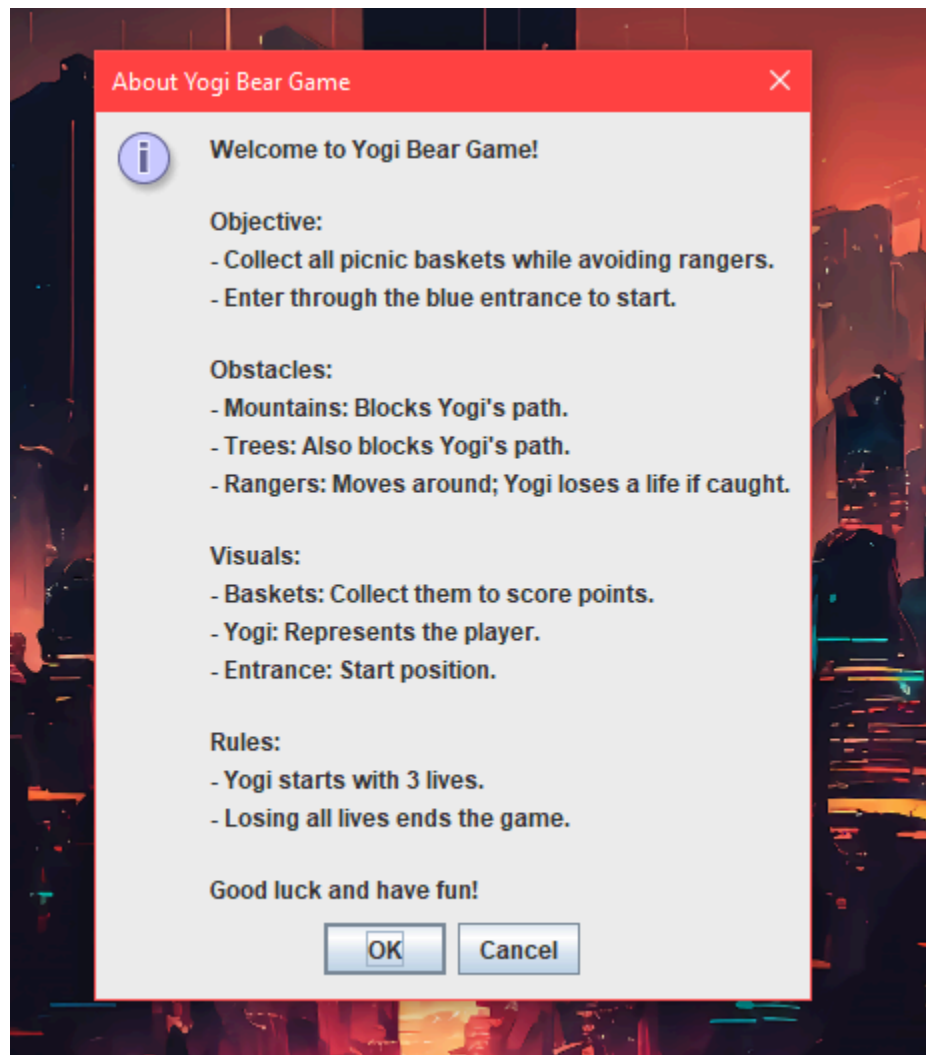 About Yogi Bear Game
Welcome to Yogi Bear Game!
Objective:
- Collect all picnic baskets while avoiding rangers.
- Enter through the blue entrance to start.
Obstacles:
- Mountains: Blocks Yogi's path.
- Trees: Also blocks Yogi's path.
- Rangers: Moves around; Yogi loses a life if caught.
Visuals:
- Baskets: Collect them to score points.
- Yogi: Represents the player.
- Entrance: Start position.
Rules:
- Yogi starts with 3 lives.
- Losing all lives ends the game.
Good luck and have fun!
OK Cancel